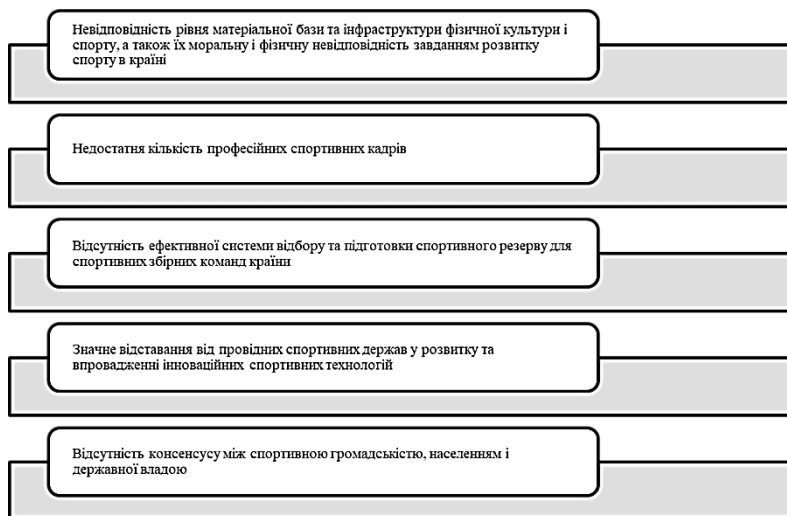 Невідповідність рівня матеріальної бази та інфраструктури фізичної культури і
спорту, а також їх моральну і фізичну невідповідність завданням розвитку
спорту в країні
Недостатня кількість професійних спортивних кадрів
Відсутність ефективної системи відбору та підготовки спортивного резерву для
спортивних збірних команд країни
Значне відставання від провідних спортивних держав у розвитку та
впровадженні інноваційних спортивних технологій
Відсутність консенсусу між спортивною громадськістю, населенням і
державної владою